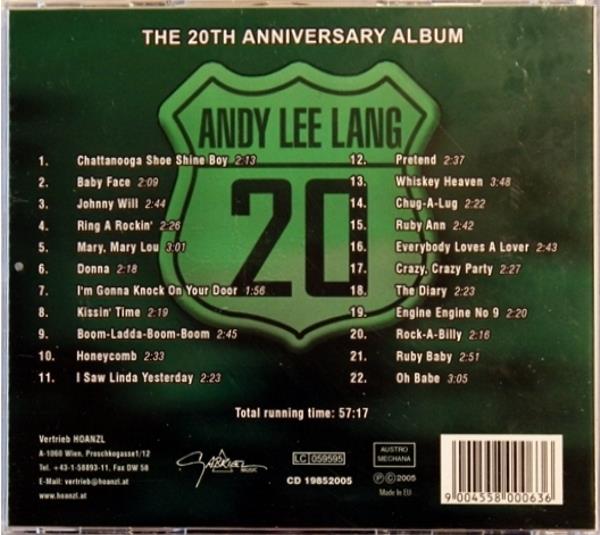 THE 20TH ANNIVERSARY ALBUM
ANDY LEE LANG
20
1. Chattanooga Shoe Shine Boy 2:13
2. Baby Face 2:09
3. Johnny Will 2:44
4. Ring A Rockin' 2:26
5. Mary, Mary Lou 3:01
6. Donna 2:18
7. I'm Gonna Knock On Your Door 1:56
8. Kissin' Time 2:19
9. Boom-Ladda-Boom-Boom 2:45
10. Honeycomb 2:33
11. I Saw Linda Yesterday 2:23
12. Pretend 2:37
13. Whiskey Heaven 3:48
14. Chug-A-Lug 2:22
15. Ruby Ann 2:42
16. Everybody Loves A Lover 2:43
17. Crazy, Crazy Party 2:27
18. The Diary 2:23
19. Engine Engine No 9 2:20
20. Rock-A-Billy 2:16
21. Ruby Baby 2:51
22. Oh Babe 3:05
Total running time: 57:17
Vertrieb HOANZL
A-1060 Wien, Proschkogasse1/12
Tel. +43-1-58893-11, Fax DW 58
E-Mail: vertrieb@hoanzl.at
www.hoanzl.at
GABRIEL MUSIC
LC 059595
CD 19852005
AUSTRO
MECHANA
Ⓟ©2005
Made in EU
9 004558 000636